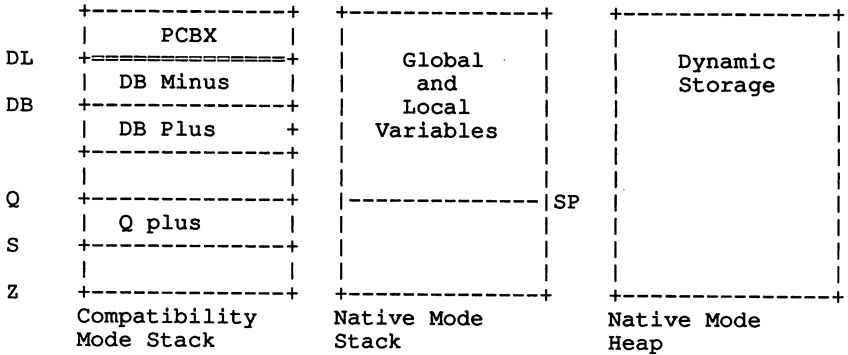 PCBX
DL
Global
Dynamic
DB Minus
and
Storage
DB
Local
DB Plus
Variables
Q
SP
Q plus
S
Z
Compatibility
Mode Stack
Native Mode
Stack
Native Mode
Heap